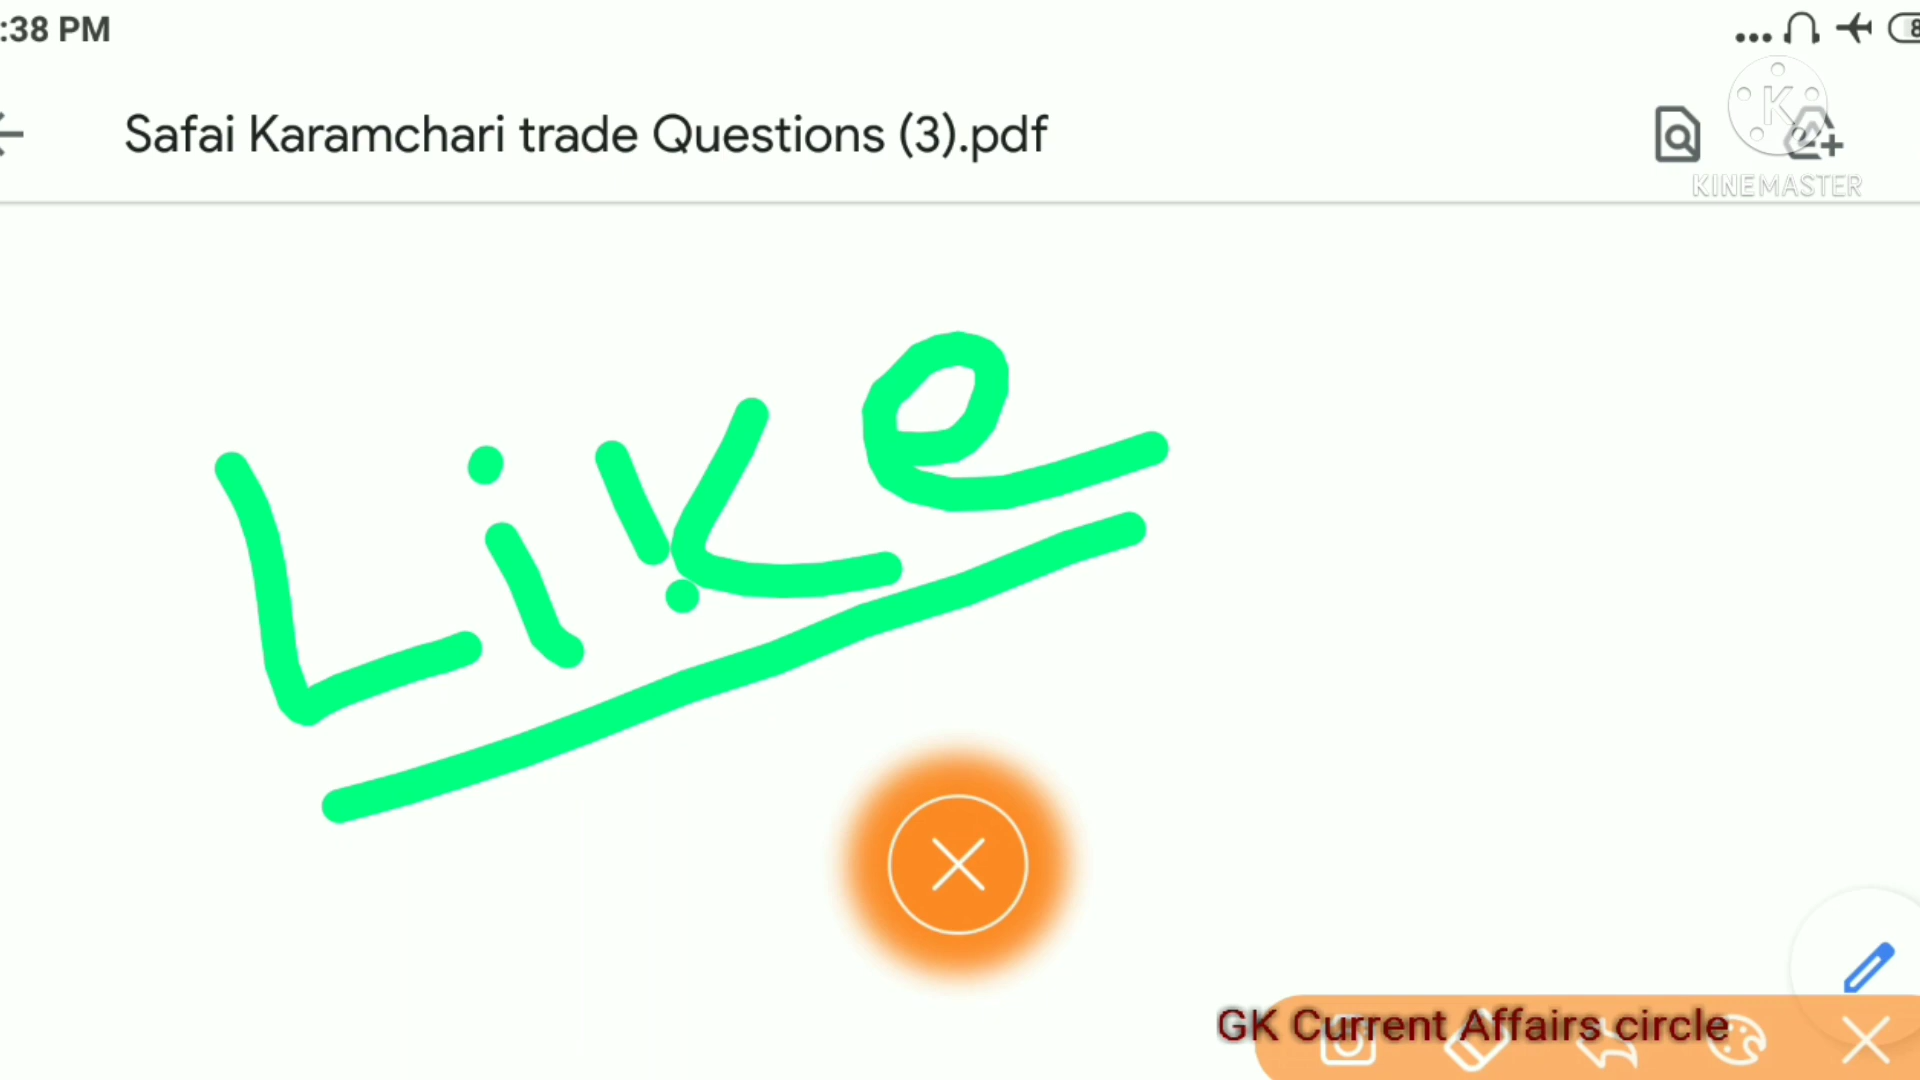 :38 PM
Safai Karamchari trade Questions (3).pdf
KINEMASTER
Like
GK Current Affairs circle